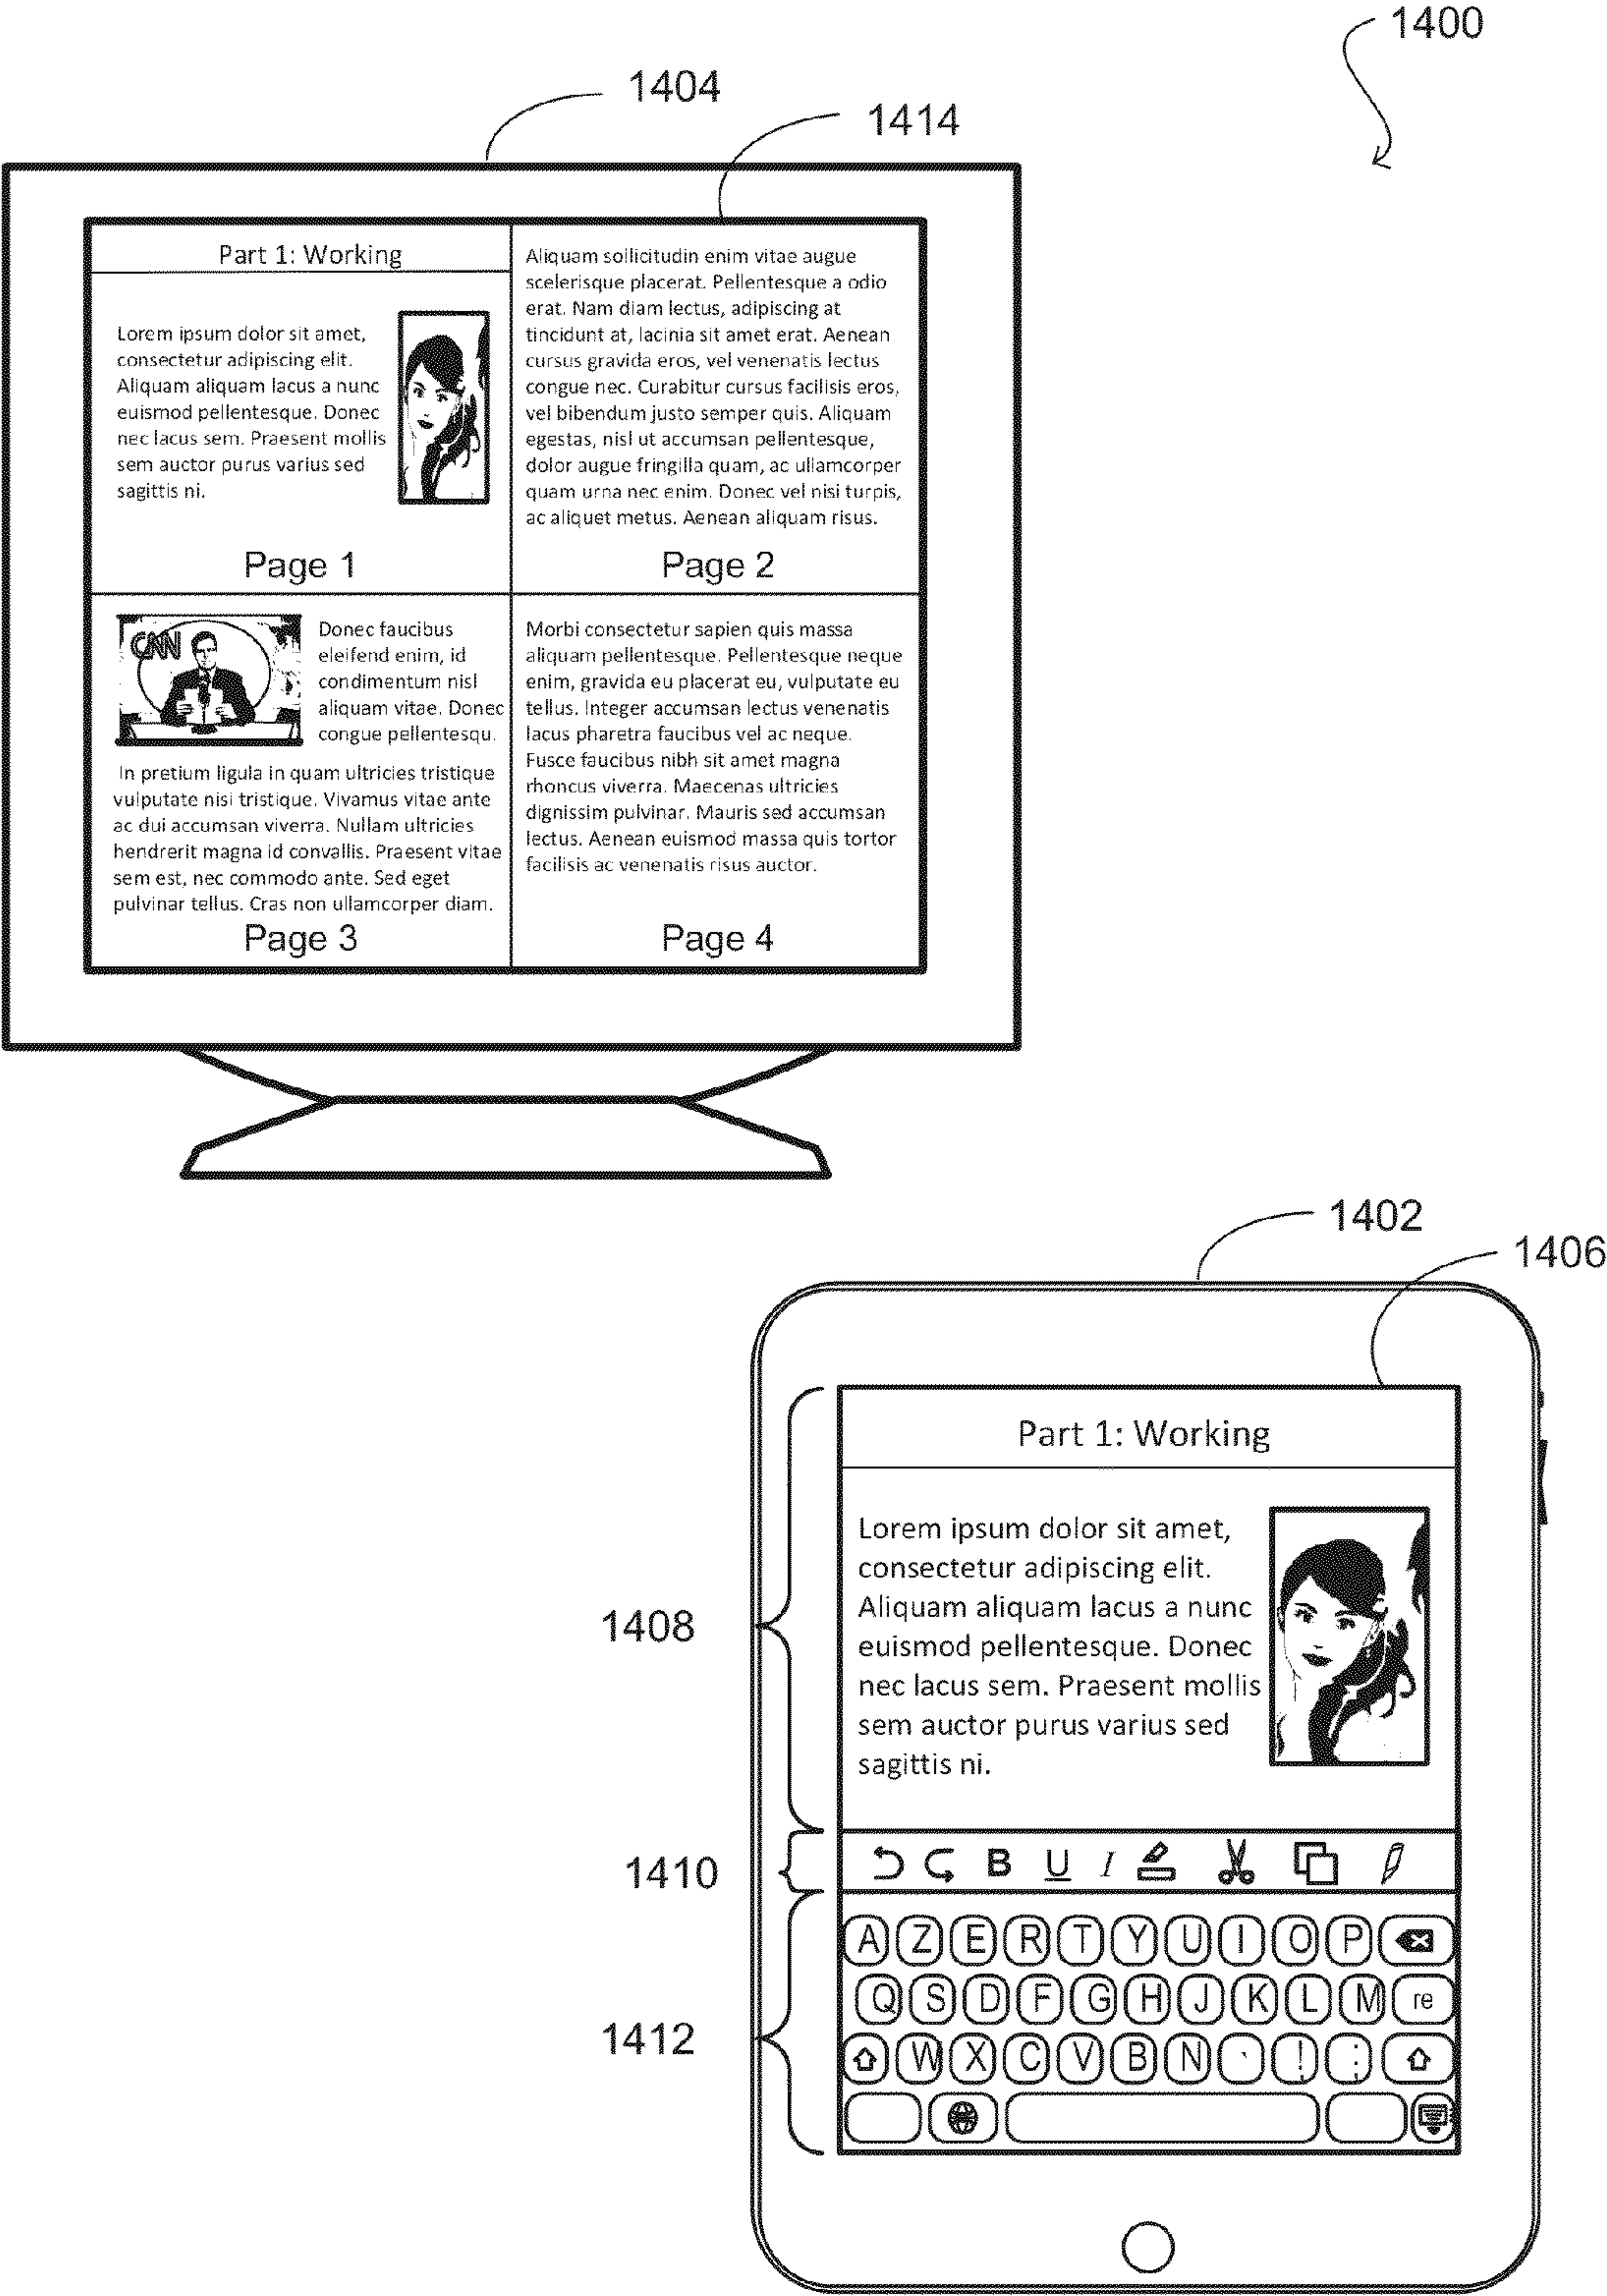 1400
1404
1414
Part 1: Working
Lorem ipsum dolor sit amet,
consectetur adipiscing elit.
Aliquam aliquam lacus a nunc
euismod pellentesque. Donec
nec lacus sem. Praesent mollis
sem auctor purus varius sed
sagittis ni.
Page 1
Aliquam sollicitudin enim vitae augue
scelerisque placerat. Pellentesque a odio
erat. Nam diam lectus, adipiscing at
tincidunt at, lacinia sit amet erat. Aenean
cursus gravida eros, vel venenatis lectus
congue nec. Curabitur cursus facilisis eros,
vel bibendum justo semper quis. Aliquam
egestas, nisl ut accumsan pellentesque,
dolor augue fringilla quam, ac ullamcorper
quam urna nec enim. Donec vel nisi turpis,
ac aliquet metus. Aenean aliquam risus.
Page 2
CNN
Donec faucibus
eleifend enim, id
condimentum nisl
aliquam vitae. Donec
congue pellentesqu.
In pretium ligula in quam ultricies tristique
vulputate nisi tristique. Vivamus vitae ante
ac dui accumsan viverra. Nullam ultricies
hendrerit magna id convallis. Praesent vitae
sem est, nec commodo ante. Sed eget
pulvinar tellus. Cras non ullamcorper diam.
Page 3
Morbi consectetur sapien quis massa
aliquam pellentesque. Pellentesque neque
enim, gravida eu placerat eu, vulputate eu
tellus. Integer accumsan lectus venenatis
lacus pharetra faucibus vel ac neque.
Fusce faucibus nibh sit amet magna
rhoncus viverra. Maecenas ultricies
dignissim pulvinar. Mauris sed accumsan
lectus. Aenean euismod massa quis tortor
facilisis ac venenatis risus auctor.
Page 4
1402
1406
Part 1: Working
Lorem ipsum dolor sit amet,
consectetur adipiscing elit.
Aliquam aliquam lacus a nunc
euismod pellentesque. Donec
nec lacus sem. Praesent mollis
sem auctor purus varius sed
sagittis ni.
1408
1410
B U I
1412
A Z E R T Y U I O P
Q S D F G H J K L M re
W X C V B N ` ! :